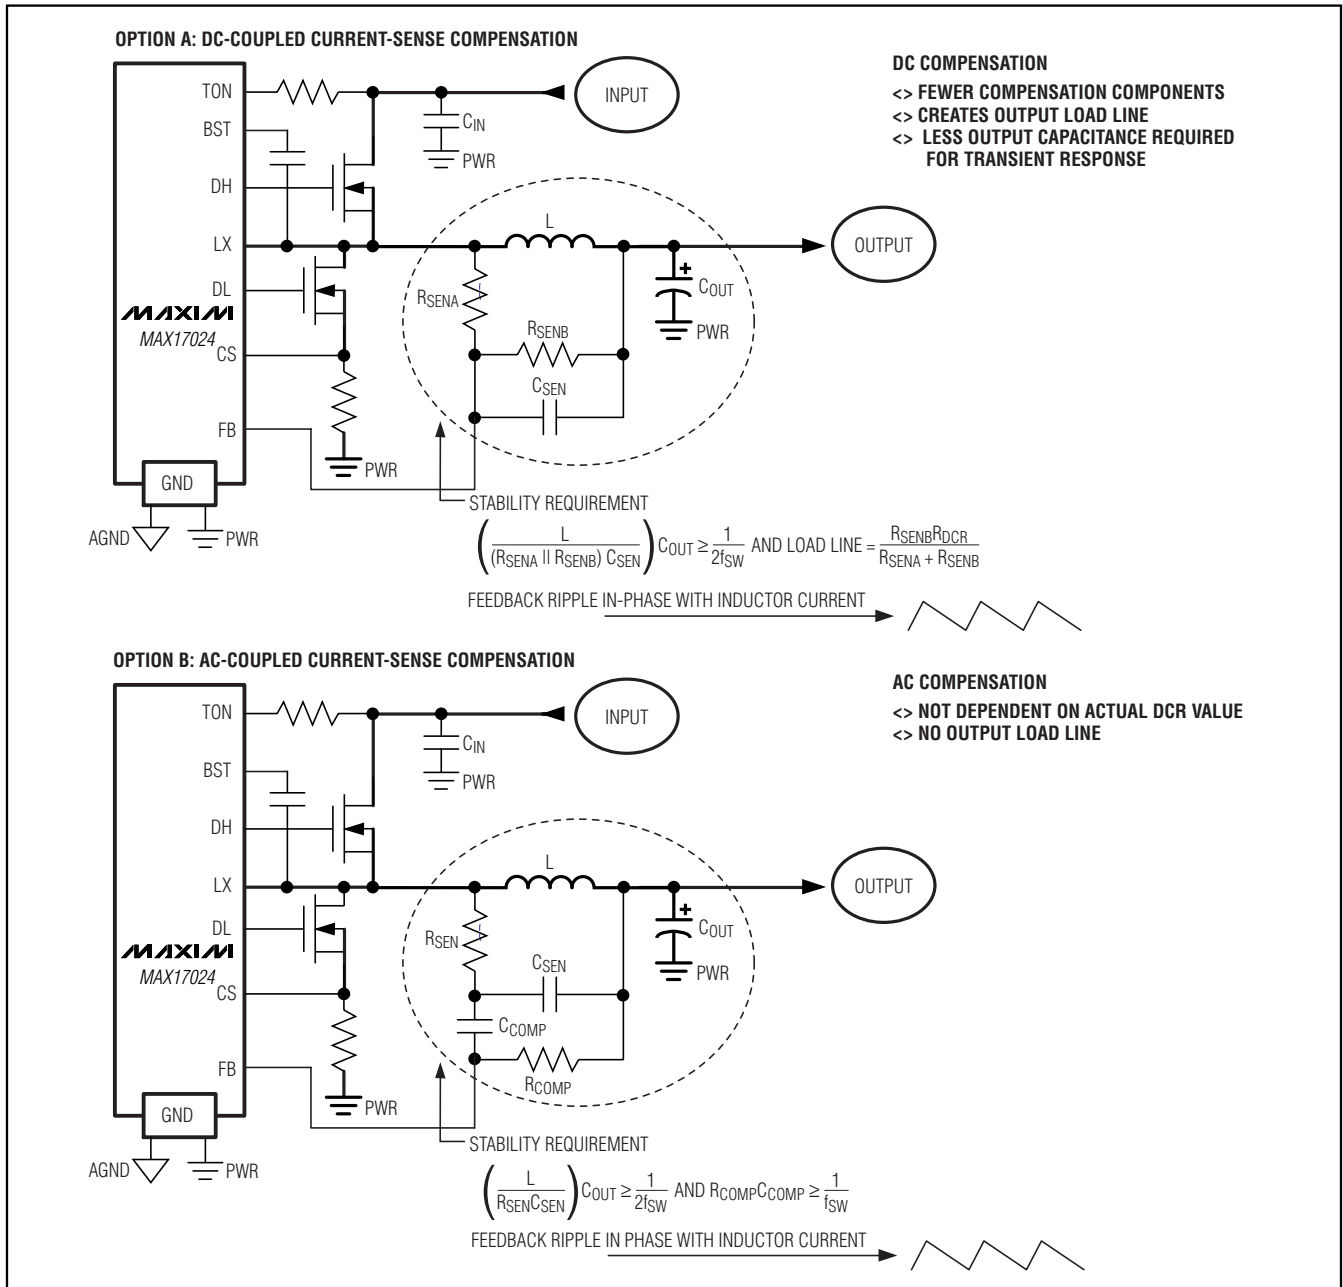 OPTION A: DC-COUPLED CURRENT-SENSE COMPENSATION
DC COMPENSATION
<> FEWER COMPENSATION COMPONENTS
<> CREATES OUTPUT LOAD LINE
<> LESS OUTPUT CAPACITANCE REQUIRED
FOR TRANSIENT RESPONSE
TON
INPUT
CIN
PWR
BST
DH
LX
L
OUTPUT
DL
RSENA
COUT
PWR
MAXIM
MAX17024
RSENB
CS
CSEN
FB
PWR
GND
AGND
PWR
STABILITY REQUIREMENT
(L / ((RSENA || RSENB) CSEN)) COUT ≥ 1 / 2fSW AND LOAD LINE = RSENBRDCR / (RSENA + RSENB)
FEEDBACK RIPPLE IN-PHASE WITH INDUCTOR CURRENT
OPTION B: AC-COUPLED CURRENT-SENSE COMPENSATION
AC COMPENSATION
<> NOT DEPENDENT ON ACTUAL DCR VALUE
<> NO OUTPUT LOAD LINE
TON
INPUT
CIN
PWR
BST
DH
LX
L
OUTPUT
DL
RSEN
COUT
PWR
MAXIM
MAX17024
CSEN
CS
CCOMP
FB
RCOMP
PWR
GND
AGND
PWR
STABILITY REQUIREMENT
(L / RSENCSEN) COUT ≥ 1 / 2fSW AND RCOMPCCOMP ≥ 1 / fSW
FEEDBACK RIPPLE IN PHASE WITH INDUCTOR CURRENT